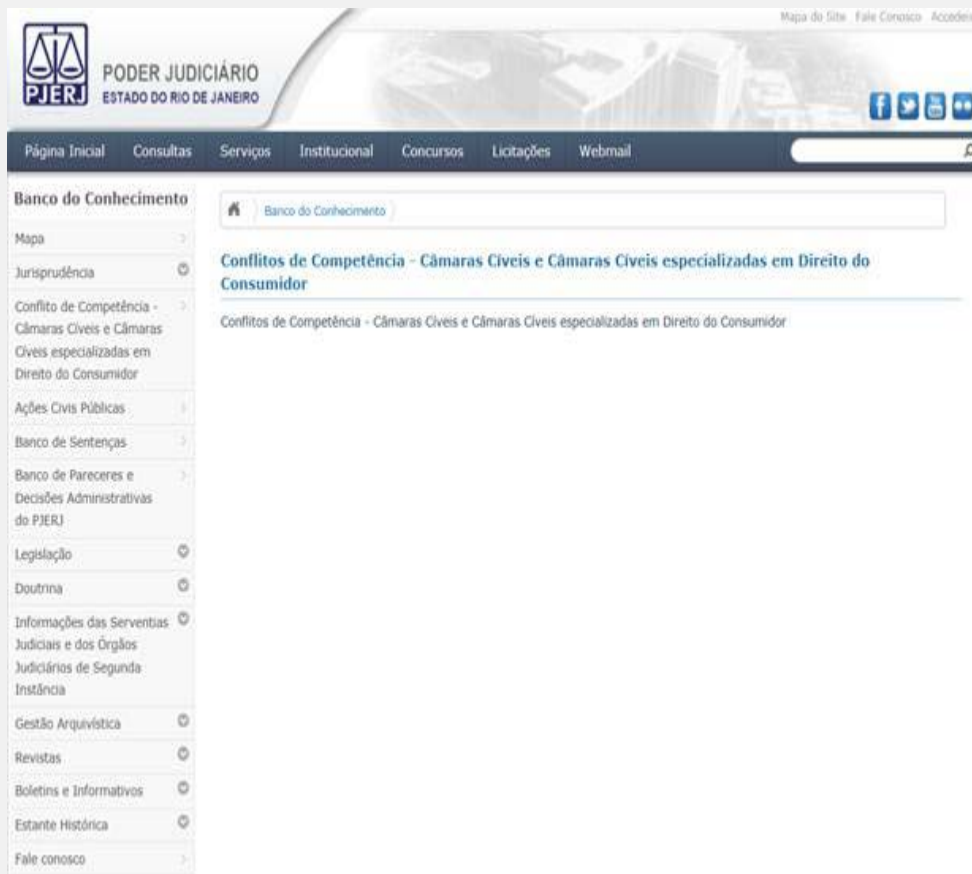 Mapa do Site Fale Conosco
PJERJ
PODER JUDICIÁRIO
ESTADO DO RIO DE JANEIRO
Página Inicial Consultas Serviços Institucional Concursos Licitações Webmail
Banco do Conhecimento
Mapa
Jurisprudência
Conflito de Competência -
Câmaras Cíveis e Câmaras
Cíveis especializadas em
Direito do Consumidor
Ações Civis Públicas
Banco de Sentenças
Banco de Pareceres e
Decisões Administrativas
do PJERJ
Legislação
Doutrina
Informações das Serventias
Judiciais e dos Órgãos
Judiciários de Segunda
Instância
Gestão Arquivística
Revistas
Boletins e Informativos
Estante Histórica
Fale conosco
Banco do Conhecimento
Conflitos de Competência - Câmaras Cíveis e Câmaras Cíveis especializadas em Direito do
Consumidor
Conflitos de Competência - Câmaras Cíveis e Câmaras Cíveis especializadas em Direito do Consumidor